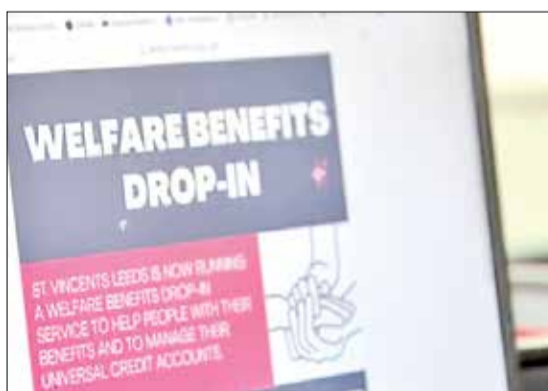 WELFARE BENEFITS
DROP-IN
ST. VINCENTS LEEDS IS NOW RUNNING
A WELFARE BENEFITS DROP-IN
SERVICE TO HELP PEOPLE WITH THEIR
BENEFITS AND TO MANAGE THEIR
UNIVERSAL CREDIT ACCOUNTS.